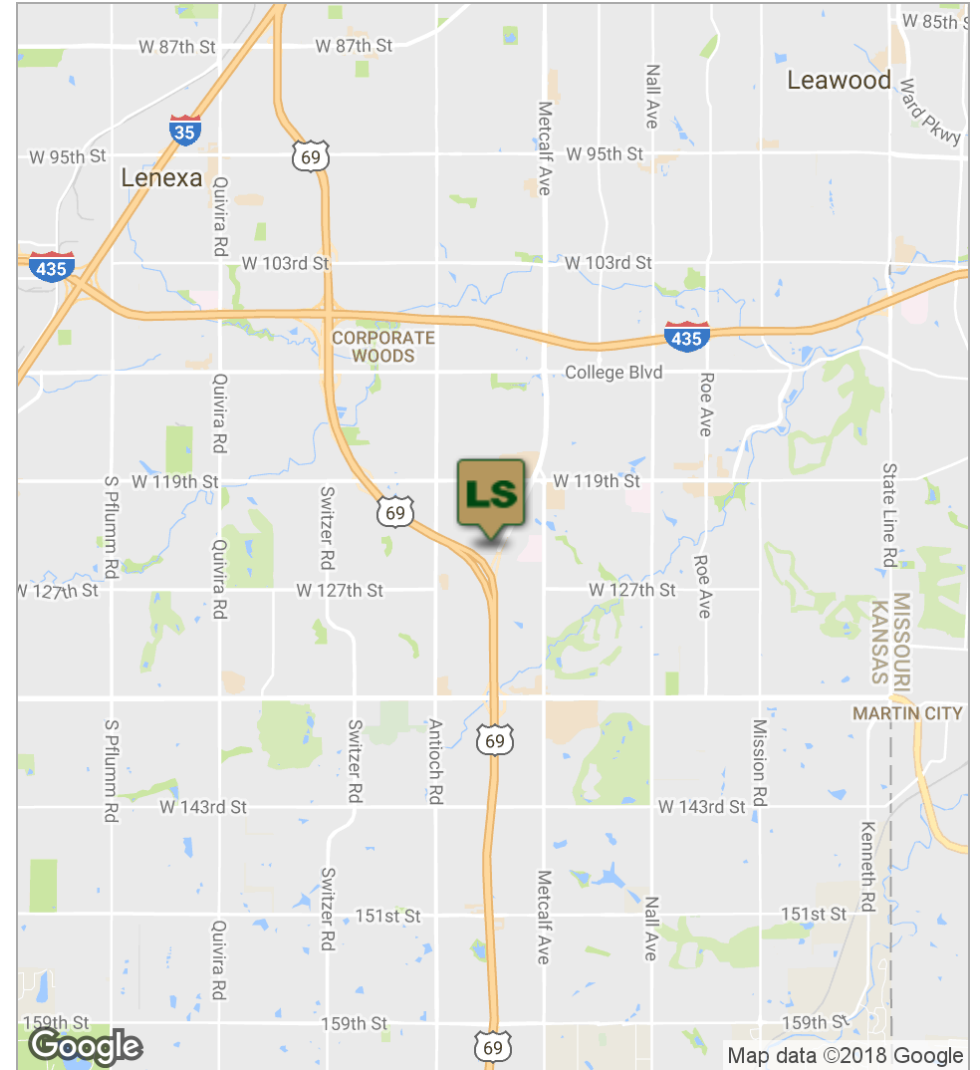 W 85th S
W 87th St
W 87th St
Leawood
Nall Ave
Ward Pkwy
Metcalf Ave
35
69
W 95th St
W 95th St
Lenexa
Quivira Rd
435
W 103rd St
W 103rd St
CORPORATE
WOODS
435
College Blvd
Quivira Rd
Roe Ave
S Pflumm Rd
W 119th St
W 119th St
State Line Rd
Switzer Rd
LS
69
Quivira Rd
Roe Ave
W 127th St
W 127th St
W 127th St
MISSOURI
KANSAS
MARTIN CITY
S Pflumm Rd
Switzer Rd
Antioch Rd
69
Mission Rd
W 143rd St
W 143rd St
Kenneth Rd
Switzer Rd
Metcalf Ave
Nall Ave
151st St
151st St
Quivira Rd
159th St
159th St
159th St
Google
69
Map data ©2018 Google